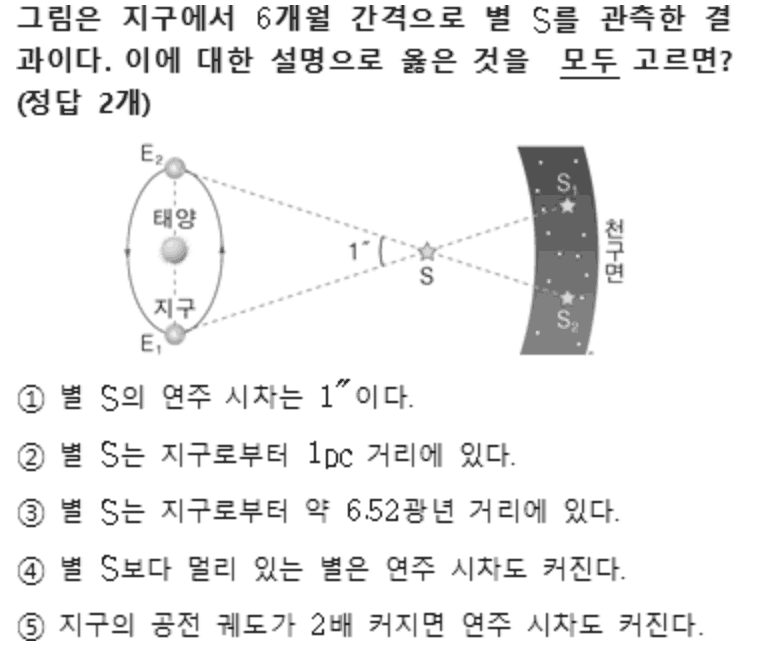 그림은 지구에서 6개월 간격으로 별 S를 관측한 결
과이다. 이에 대한 설명으로 옳은 것을 모두 고르면?
(정답 2개)
E₂
S₁
태양
1″
S
천구면
지구
S₂
E₁
① 별 S의 연주 시차는 1″이다.
② 별 S는 지구로부터 1pc 거리에 있다.
③ 별 S는 지구로부터 약 6.52광년 거리에 있다.
④ 별 S보다 멀리 있는 별은 연주 시차도 커진다.
⑤ 지구의 공전 궤도가 2배 커지면 연주 시차도 커진다.